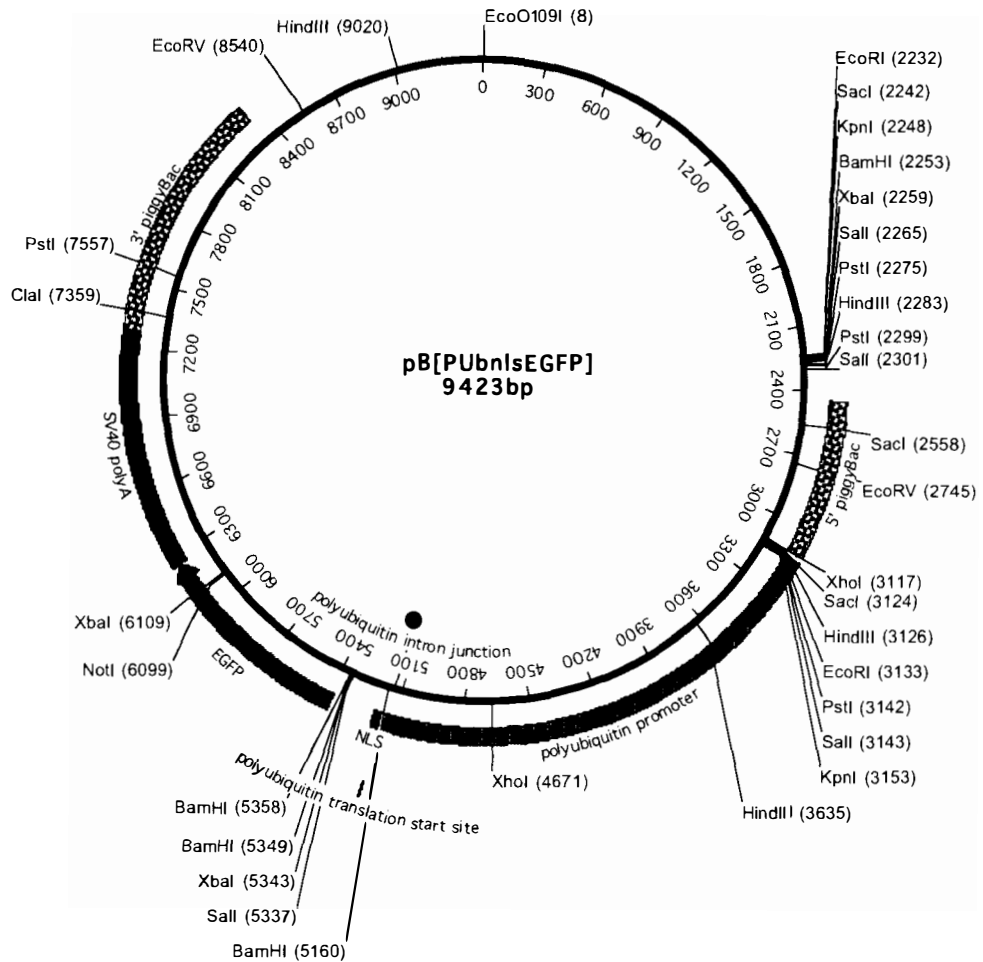 EcoO109I (8)
HindIII (9020)
EcoRV (8540)
EcoRI (2232)
SacI (2242)
KpnI (2248)
BamHI (2253)
XbaI (2259)
SalI (2265)
PstI (2275)
HindIII (2283)
PstI (2299)
SalI (2301)
SacI (2558)
EcoRV (2745)
5' piggyBac
XhoI (3117)
SacI (3124)
HindIII (3126)
EcoRI (3133)
PstI (3142)
SalI (3143)
KpnI (3153)
HindIII (3635)
polyubiquitin promoter
XhoI (4671)
polyubiquitin intron junction
NLS
polyubiquitin translation start site
BamHI (5358)
BamHI (5349)
XbaI (5343)
SalI (5337)
BamHI (5160)
EGFP
NotI (6099)
XbaI (6109)
SV40 polyA
ClaI (7359)
PstI (7557)
3' piggyBac
pB[PUbnlsEGFP]
9423bp
0
300
600
900
1200
1500
1800
2100
2400
2700
3000
3300
3600
3900
4200
4500
4800
5100
5400
5700
6000
6300
6600
6900
7200
7500
7800
8100
8400
8700
9000